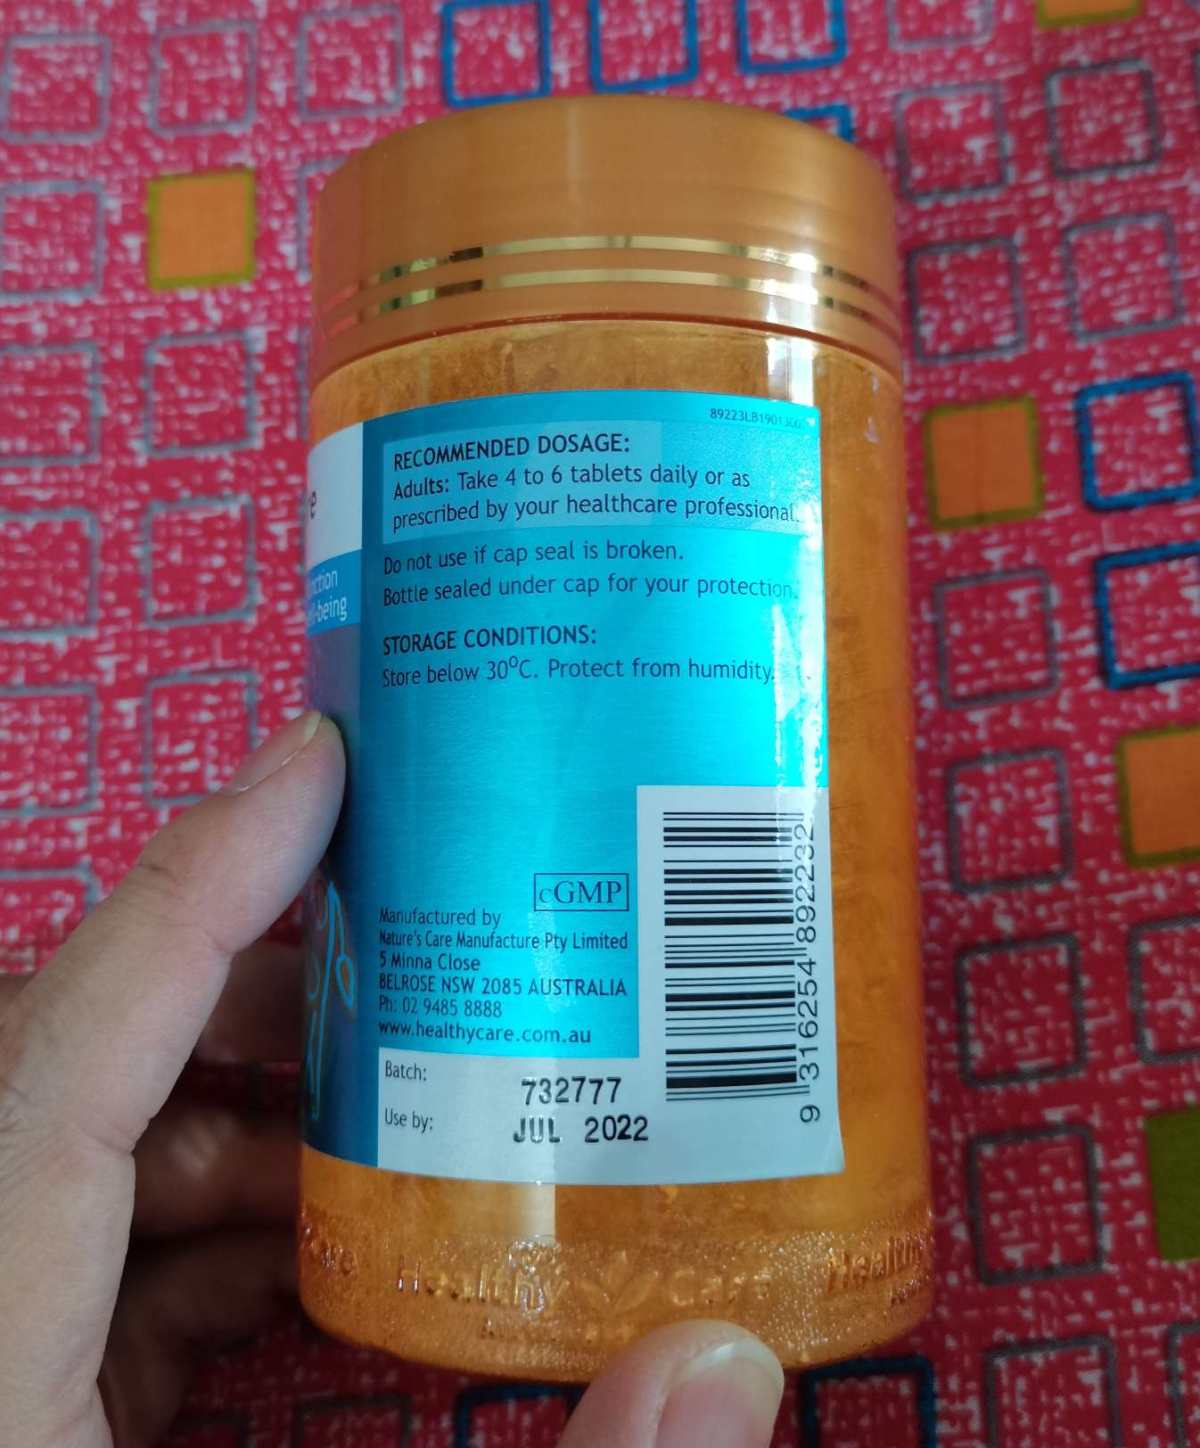 RECOMMENDED DOSAGE:
Adults: Take 4 to 6 tablets daily or as
prescribed by your healthcare professional.
Do not use if cap seal is broken.
Bottle sealed under cap for your protection.
STORAGE CONDITIONS:
Store below 30°C. Protect from humidity.
cGMP
Manufactured by
Nature's Care Manufacture Pty Limited
5 Minna Close
BELROSE NSW 2085 AUSTRALIA
Ph: 02 9485 8888
www.healthycare.com.au
Batch: 732777
Use by: JUL 2022
9 316254 892232
Healthy Care